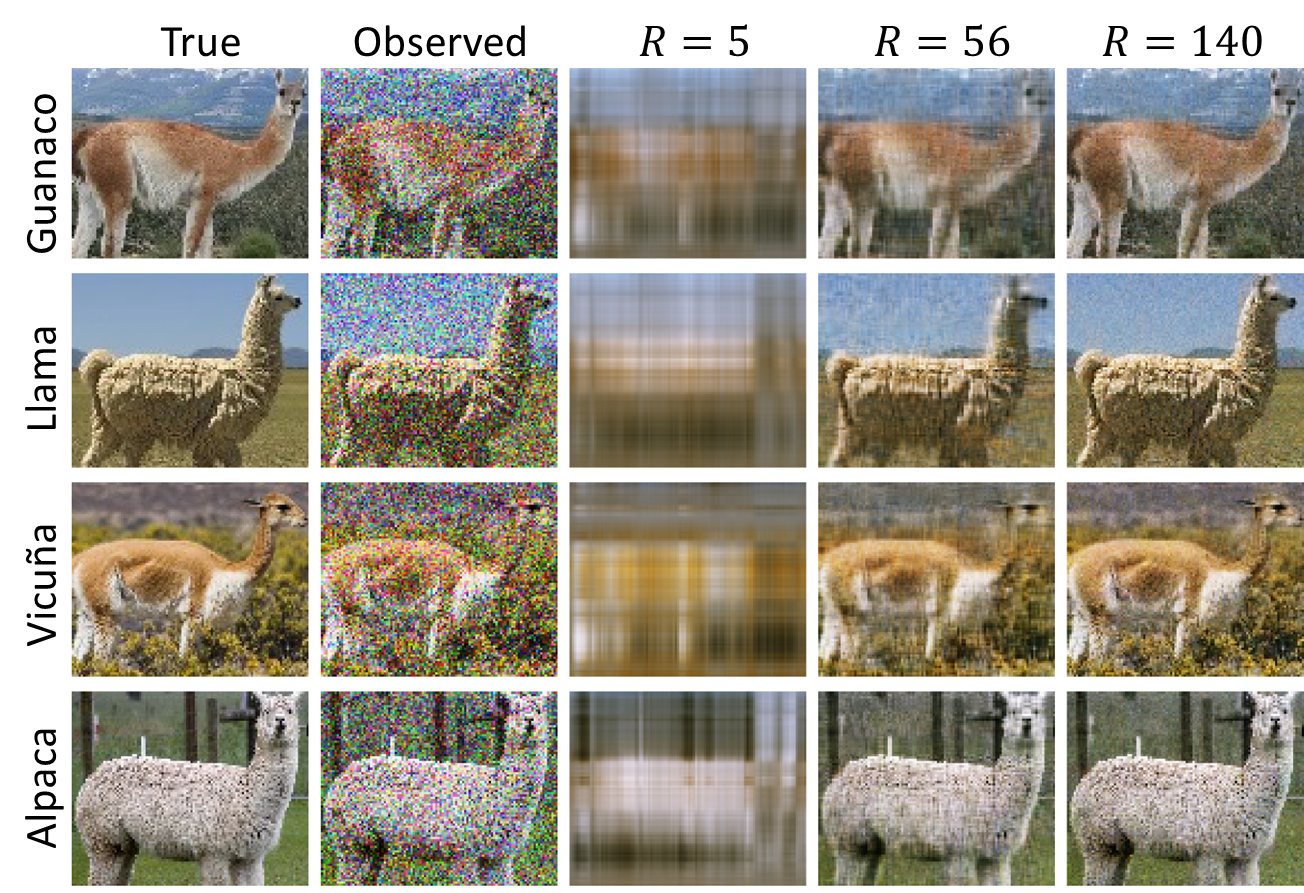 True Observed R = 5 R = 56 R = 140
Guanaco
Llama
Vicuña
Alpaca